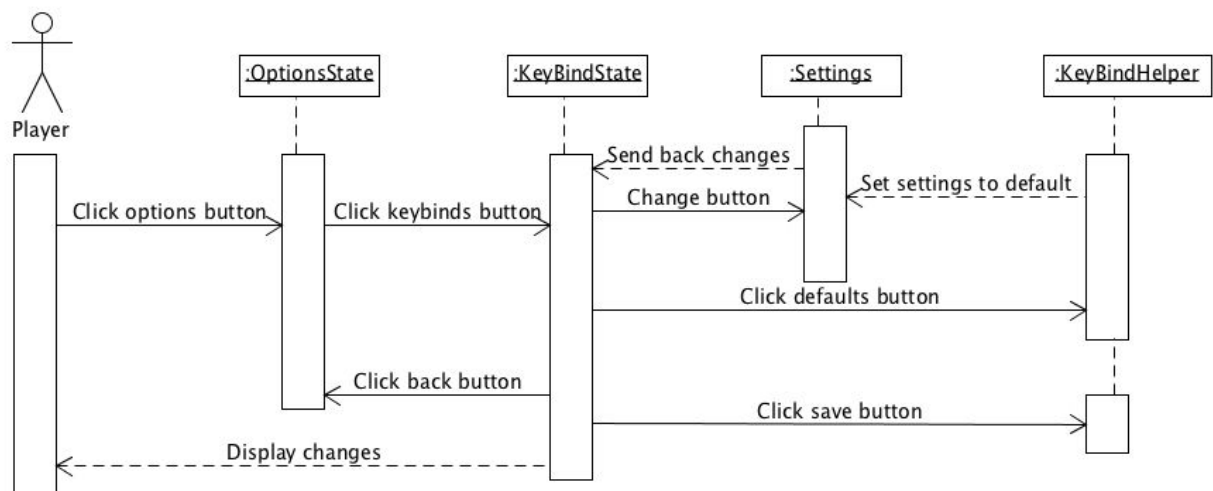 :OptionsState
:KeyBindState
:Settings
:KeyBindHelper
Player
Send back changes
Set settings to default
Click options button
Click keybinds button
Change button
Click defaults button
Click back button
Click save button
Display changes